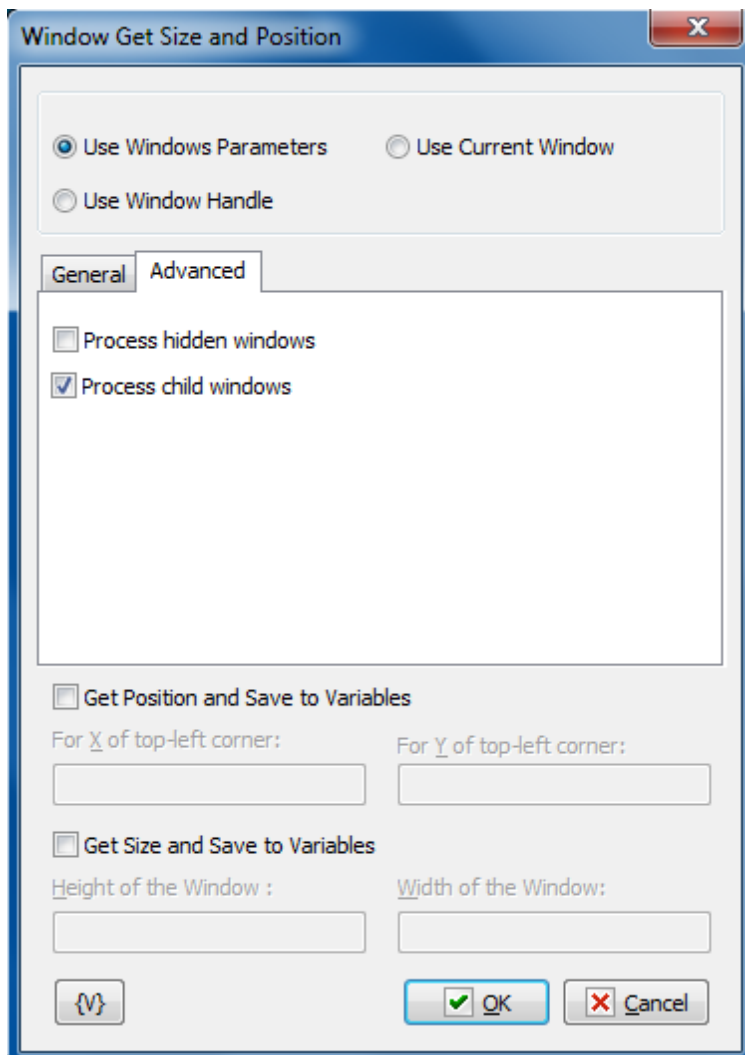 Window Get Size and Position
Use Windows Parameters
Use Current Window
Use Window Handle
General
Advanced
Process hidden windows
Process child windows
Get Position and Save to Variables
For X of top-left corner:
For Y of top-left corner:
Get Size and Save to Variables
Height of the Window :
Width of the Window:
{V}
OK
Cancel